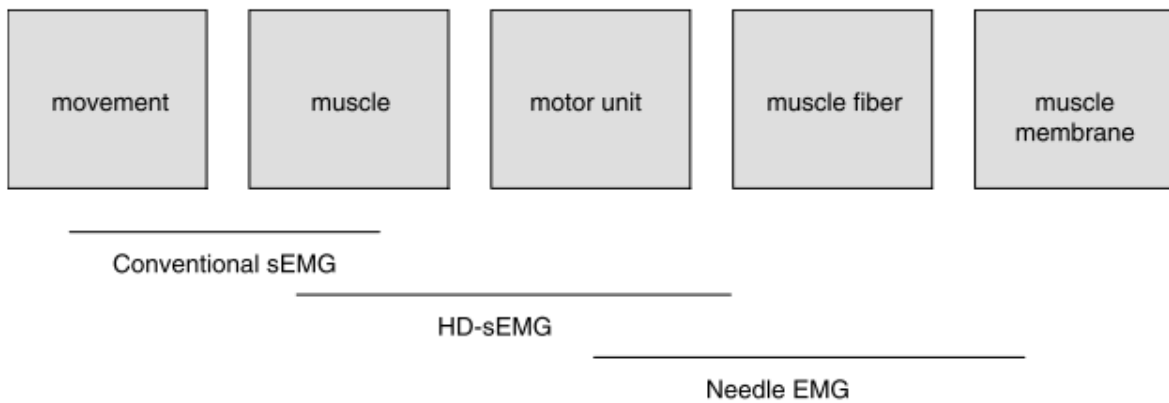 movement
muscle
motor unit
muscle fiber
muscle
membrane
Conventional sEMG
HD-sEMG
Needle EMG